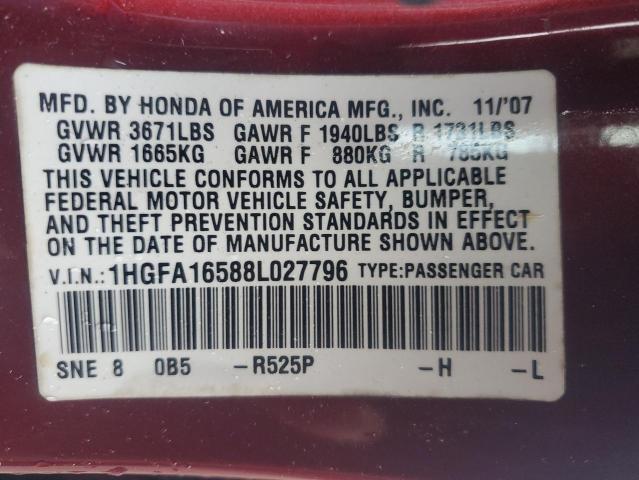 MFD. BY HONDA OF AMERICA MFG., INC. 11/'07
GVWR 3671LBS GAWR F 1940LBS R 1731LBS
GVWR 1665KG GAWR F 880KG R 785KG
THIS VEHICLE CONFORMS TO ALL APPLICABLE
FEDERAL MOTOR VEHICLE SAFETY, BUMPER,
AND THEFT PREVENTION STANDARDS IN EFFECT
ON THE DATE OF MANUFACTURE SHOWN ABOVE.
V.I.N.:1HGFA16588L027796 TYPE:PASSENGER CAR
SNE 8 0B5 –R525P –H –L